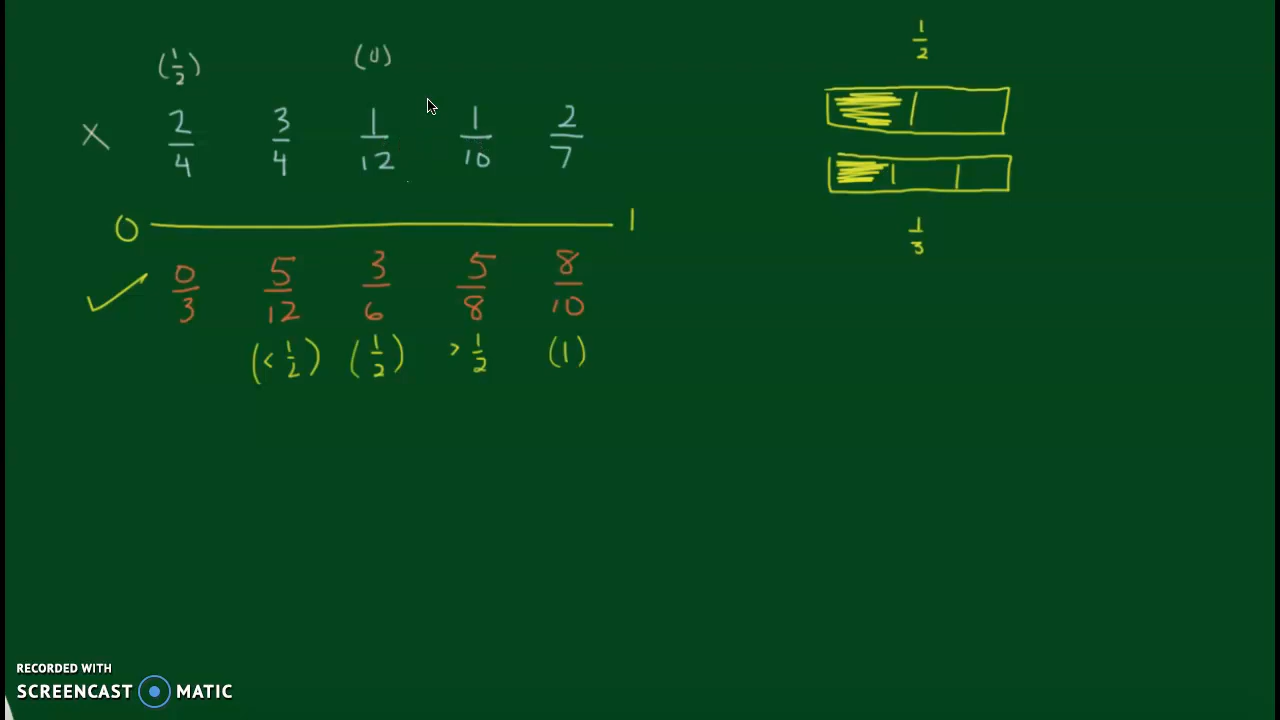 (1/2) (0)
× 2/4 3/4 1/12 1/10 2/7
0 1
✓ 0/3 5/12 3/6 5/8 8/10
(< 1/2) (1/2) > 1/2 (1)
1/2
1/3
RECORDED WITH
SCREENCAST MATIC